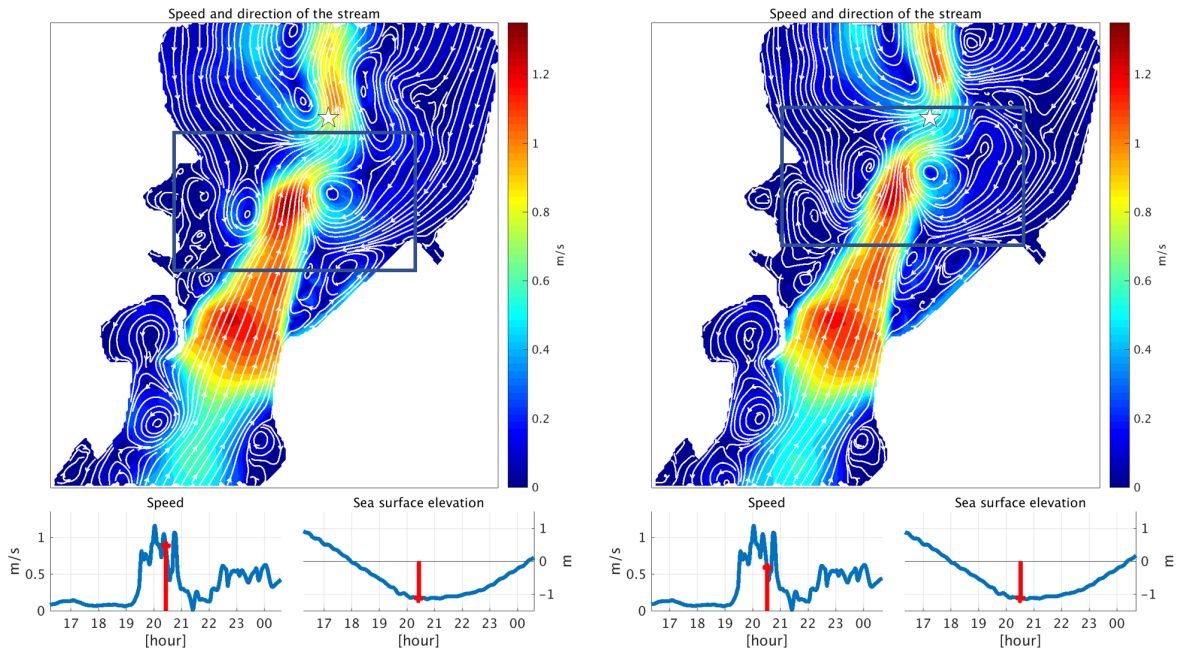 Speed and direction of the stream
1.2
1
0.8
0.6
0.4
0.2
0
m/s
Speed
m/s
1
0.5
0
17 18 19 20 21 22 23 00
[hour]
Sea surface elevation
1
0
-1
m
17 18 19 20 21 22 23 00
[hour]
Speed and direction of the stream
1.2
1
0.8
0.6
0.4
0.2
0
m/s
Speed
m/s
1
0.5
0
17 18 19 20 21 22 23 00
[hour]
Sea surface elevation
1
0
-1
m
17 18 19 20 21 22 23 00
[hour]